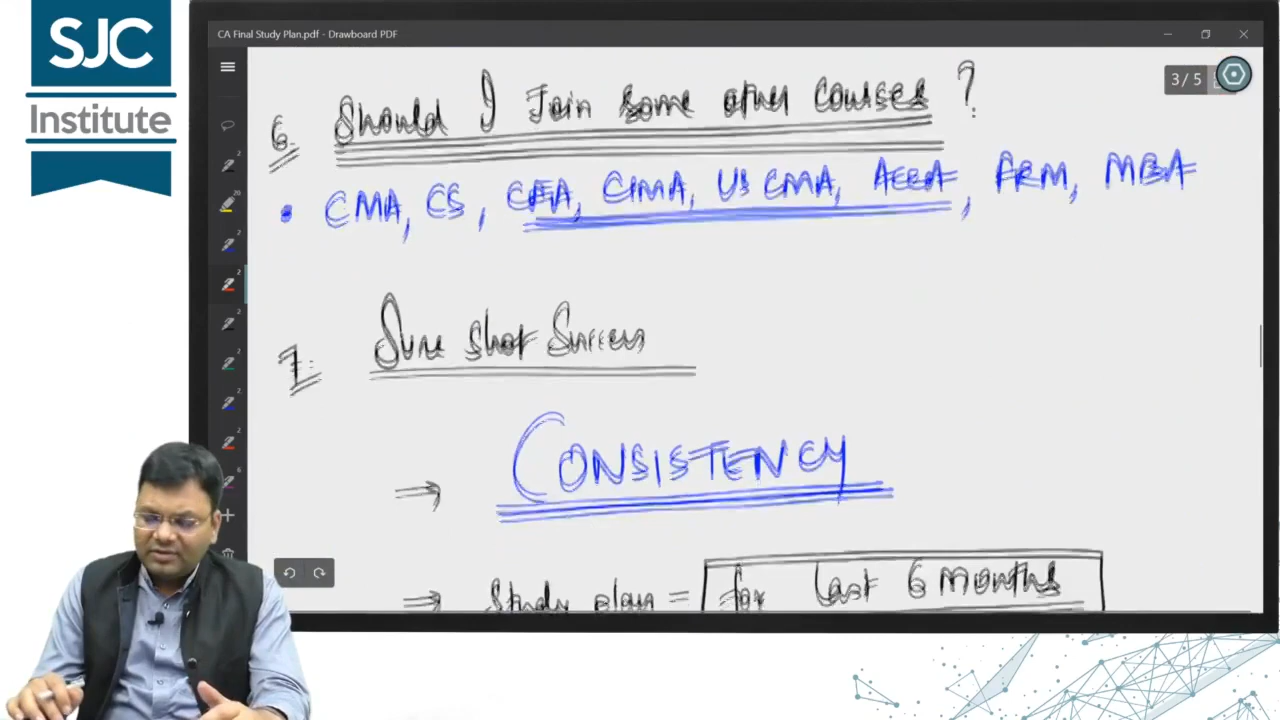 SJC
Institute
CA Final Study Plan.pdf - Drawboard PDF
3 / 5
6. Should I Join some other courses ?
• CMA, CS, CFA, CIMA, US CMA, ACCA, FRM, MBA
7. Sure shot Success
⇒ CONSISTENCY
⇒ Study plan = for last 6 months